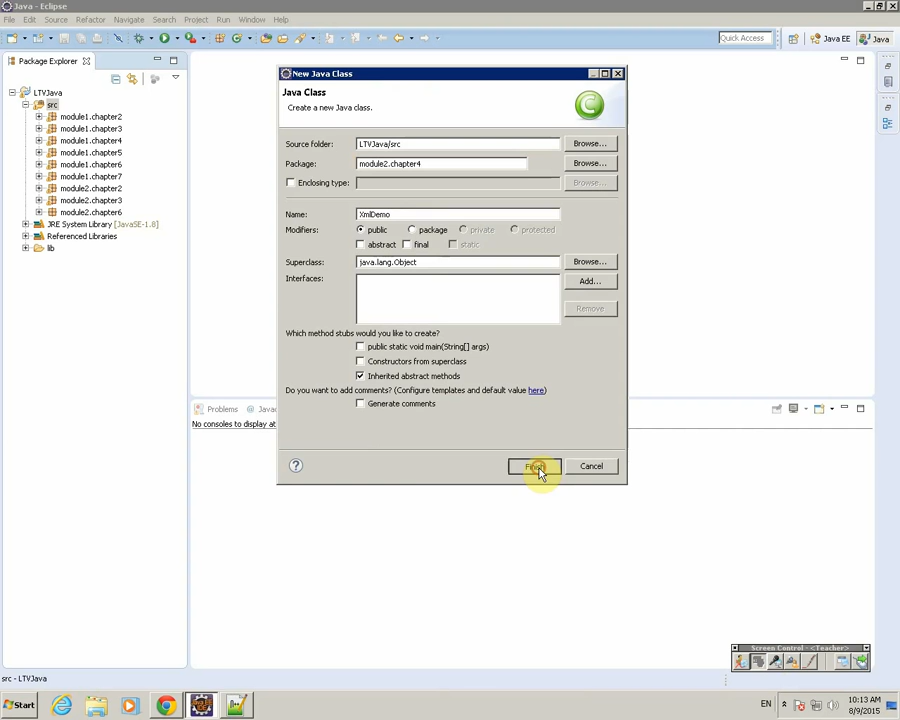 Java - Eclipse
File Edit Source Refactor Navigate Search Project Run Window Help
Quick Access
Java EE
Java
Package Explorer
LTVJava
src
module1.chapter2
module1.chapter3
module1.chapter4
module1.chapter5
module1.chapter6
module1.chapter7
module2.chapter2
module2.chapter3
module2.chapter6
JRE System Library [JavaSE-1.8]
Referenced Libraries
lib
New Java Class
Java Class
Create a new Java class.
Source folder: LTVJava/src Browse...
Package: module2.chapter4 Browse...
Enclosing type: Browse...
Name: XmlDemo
Modifiers: public package private protected
abstract final static
Superclass: java.lang.Object Browse...
Interfaces: Add...
Remove
Which method stubs would you like to create?
public static void main(String[] args)
Constructors from superclass
Inherited abstract methods
Do you want to add comments? (Configure templates and default value here)
Generate comments
Finish Cancel
Problems
No consoles to display at
Screen Control - <Teacher>
src - LTVJava
Start
EN
10:13 AM
8/9/2015